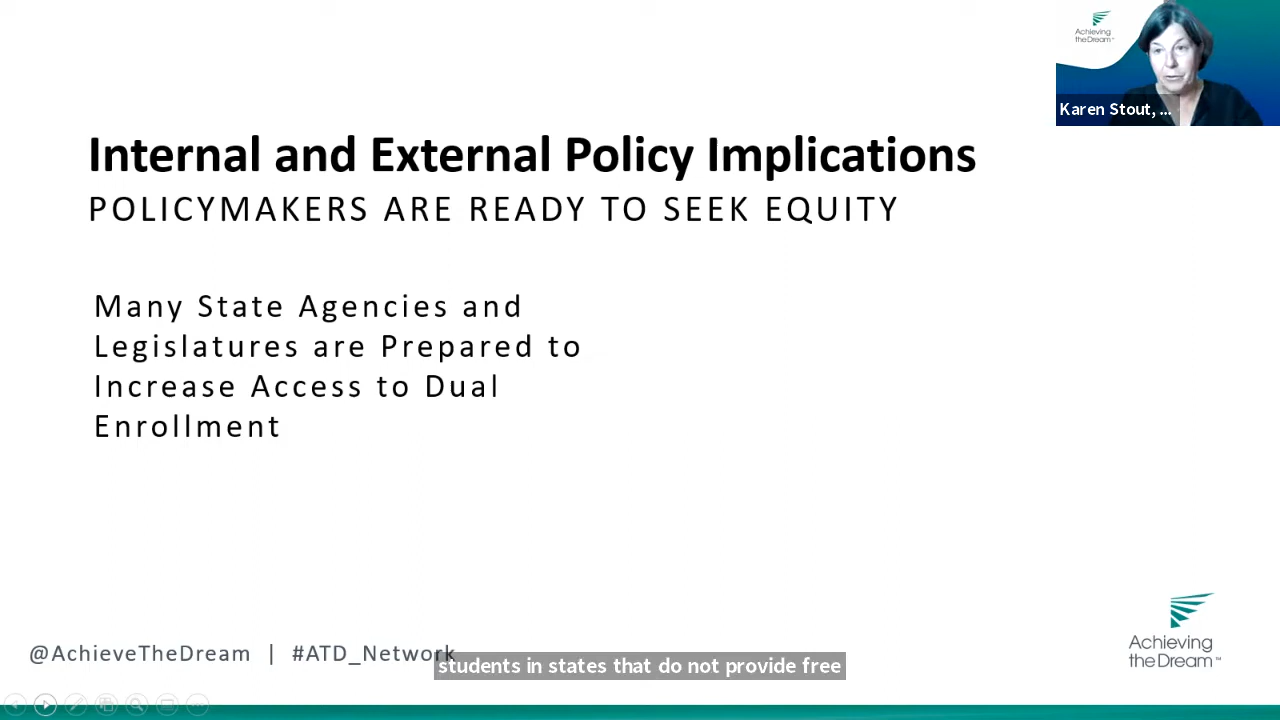 Achieving
the Dream™
Karen Stout, ...
Internal and External Policy Implications
POLICYMAKERS ARE READY TO SEEK EQUITY
Many State Agencies and
Legislatures are Prepared to
Increase Access to Dual
Enrollment
Achieving
the Dream™
@AchieveTheDream | #ATD_Network
students in states that do not provide free